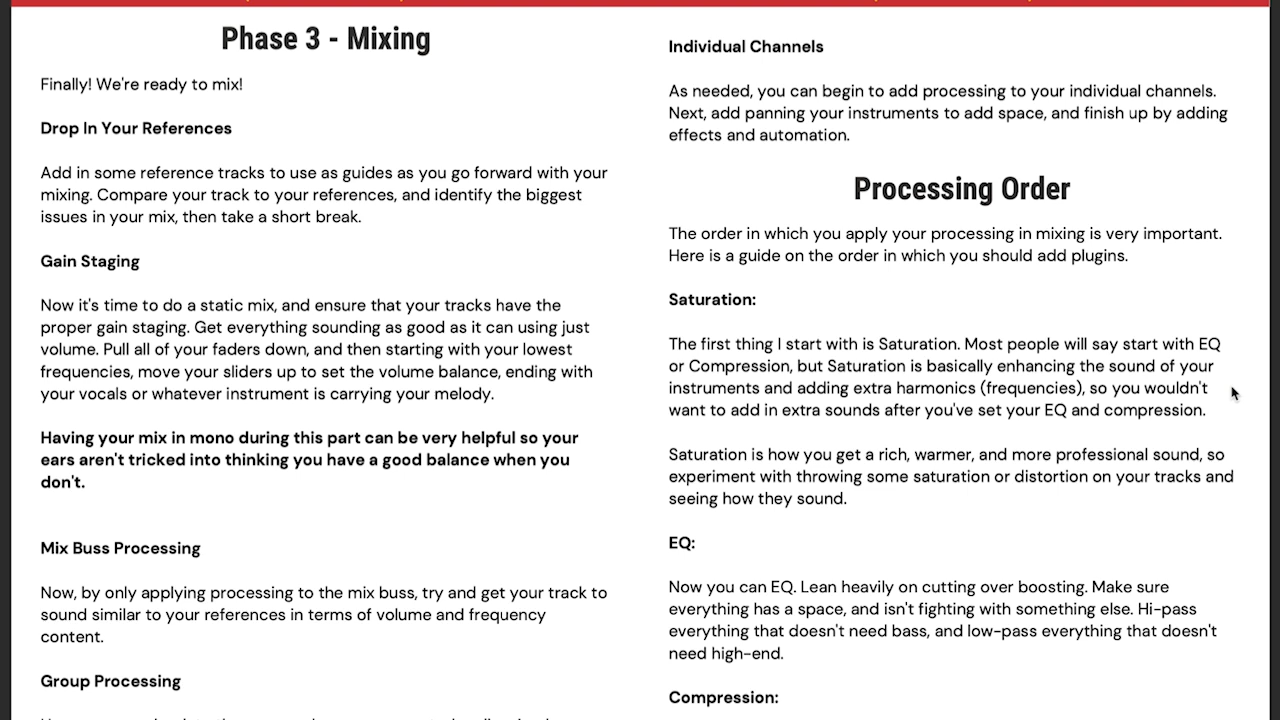 Phase 3 - Mixing
Finally! We're ready to mix!
Drop In Your References
Add in some reference tracks to use as guides as you go forward with your
mixing. Compare your track to your references, and identify the biggest
issues in your mix, then take a short break.
Gain Staging
Now it's time to do a static mix, and ensure that your tracks have the
proper gain staging. Get everything sounding as good as it can using just
volume. Pull all of your faders down, and then starting with your lowest
frequencies, move your sliders up to set the volume balance, ending with
your vocals or whatever instrument is carrying your melody.
Having your mix in mono during this part can be very helpful so your
ears aren't tricked into thinking you have a good balance when you
don't.
Mix Buss Processing
Now, by only applying processing to the mix buss, try and get your track to
sound similar to your references in terms of volume and frequency
content.
Group Processing
Individual Channels
As needed, you can begin to add processing to your individual channels.
Next, add panning your instruments to add space, and finish up by adding
effects and automation.
Processing Order
The order in which you apply your processing in mixing is very important.
Here is a guide on the order in which you should add plugins.
Saturation:
The first thing I start with is Saturation. Most people will say start with EQ
or Compression, but Saturation is basically enhancing the sound of your
instruments and adding extra harmonics (frequencies), so you wouldn't
want to add in extra sounds after you've set your EQ and compression.
Saturation is how you get a rich, warmer, and more professional sound, so
experiment with throwing some saturation or distortion on your tracks and
seeing how they sound.
EQ:
Now you can EQ. Lean heavily on cutting over boosting. Make sure
everything has a space, and isn't fighting with something else. Hi-pass
everything that doesn't need bass, and low-pass everything that doesn't
need high-end.
Compression: